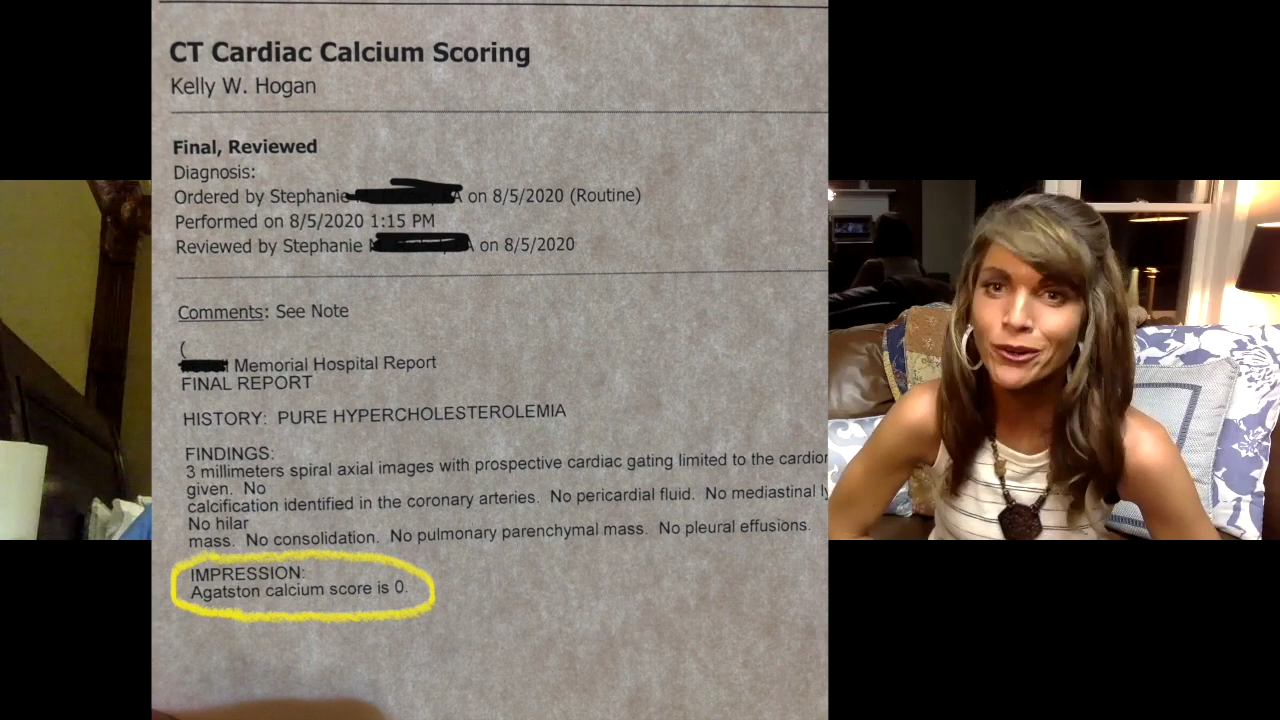 CT Cardiac Calcium Scoring
Kelly W. Hogan
Final, Reviewed
Diagnosis:
Ordered by Stephanie A on 8/5/2020 (Routine)
Performed on 8/5/2020 1:15 PM
Reviewed by Stephanie on 8/5/2020
Comments: See Note
Memorial Hospital Report
FINAL REPORT
HISTORY: PURE HYPERCHOLESTEROLEMIA
FINDINGS:
3 millimeters spiral axial images with prospective cardiac gating limited to the
given. No
calcification identified in the coronary arteries. No pericardial fluid. No mediastinal
No hilar
mass. No consolidation. No pulmonary parenchymal mass. No pleural effusions.
IMPRESSION:
Agatston calcium score is 0.